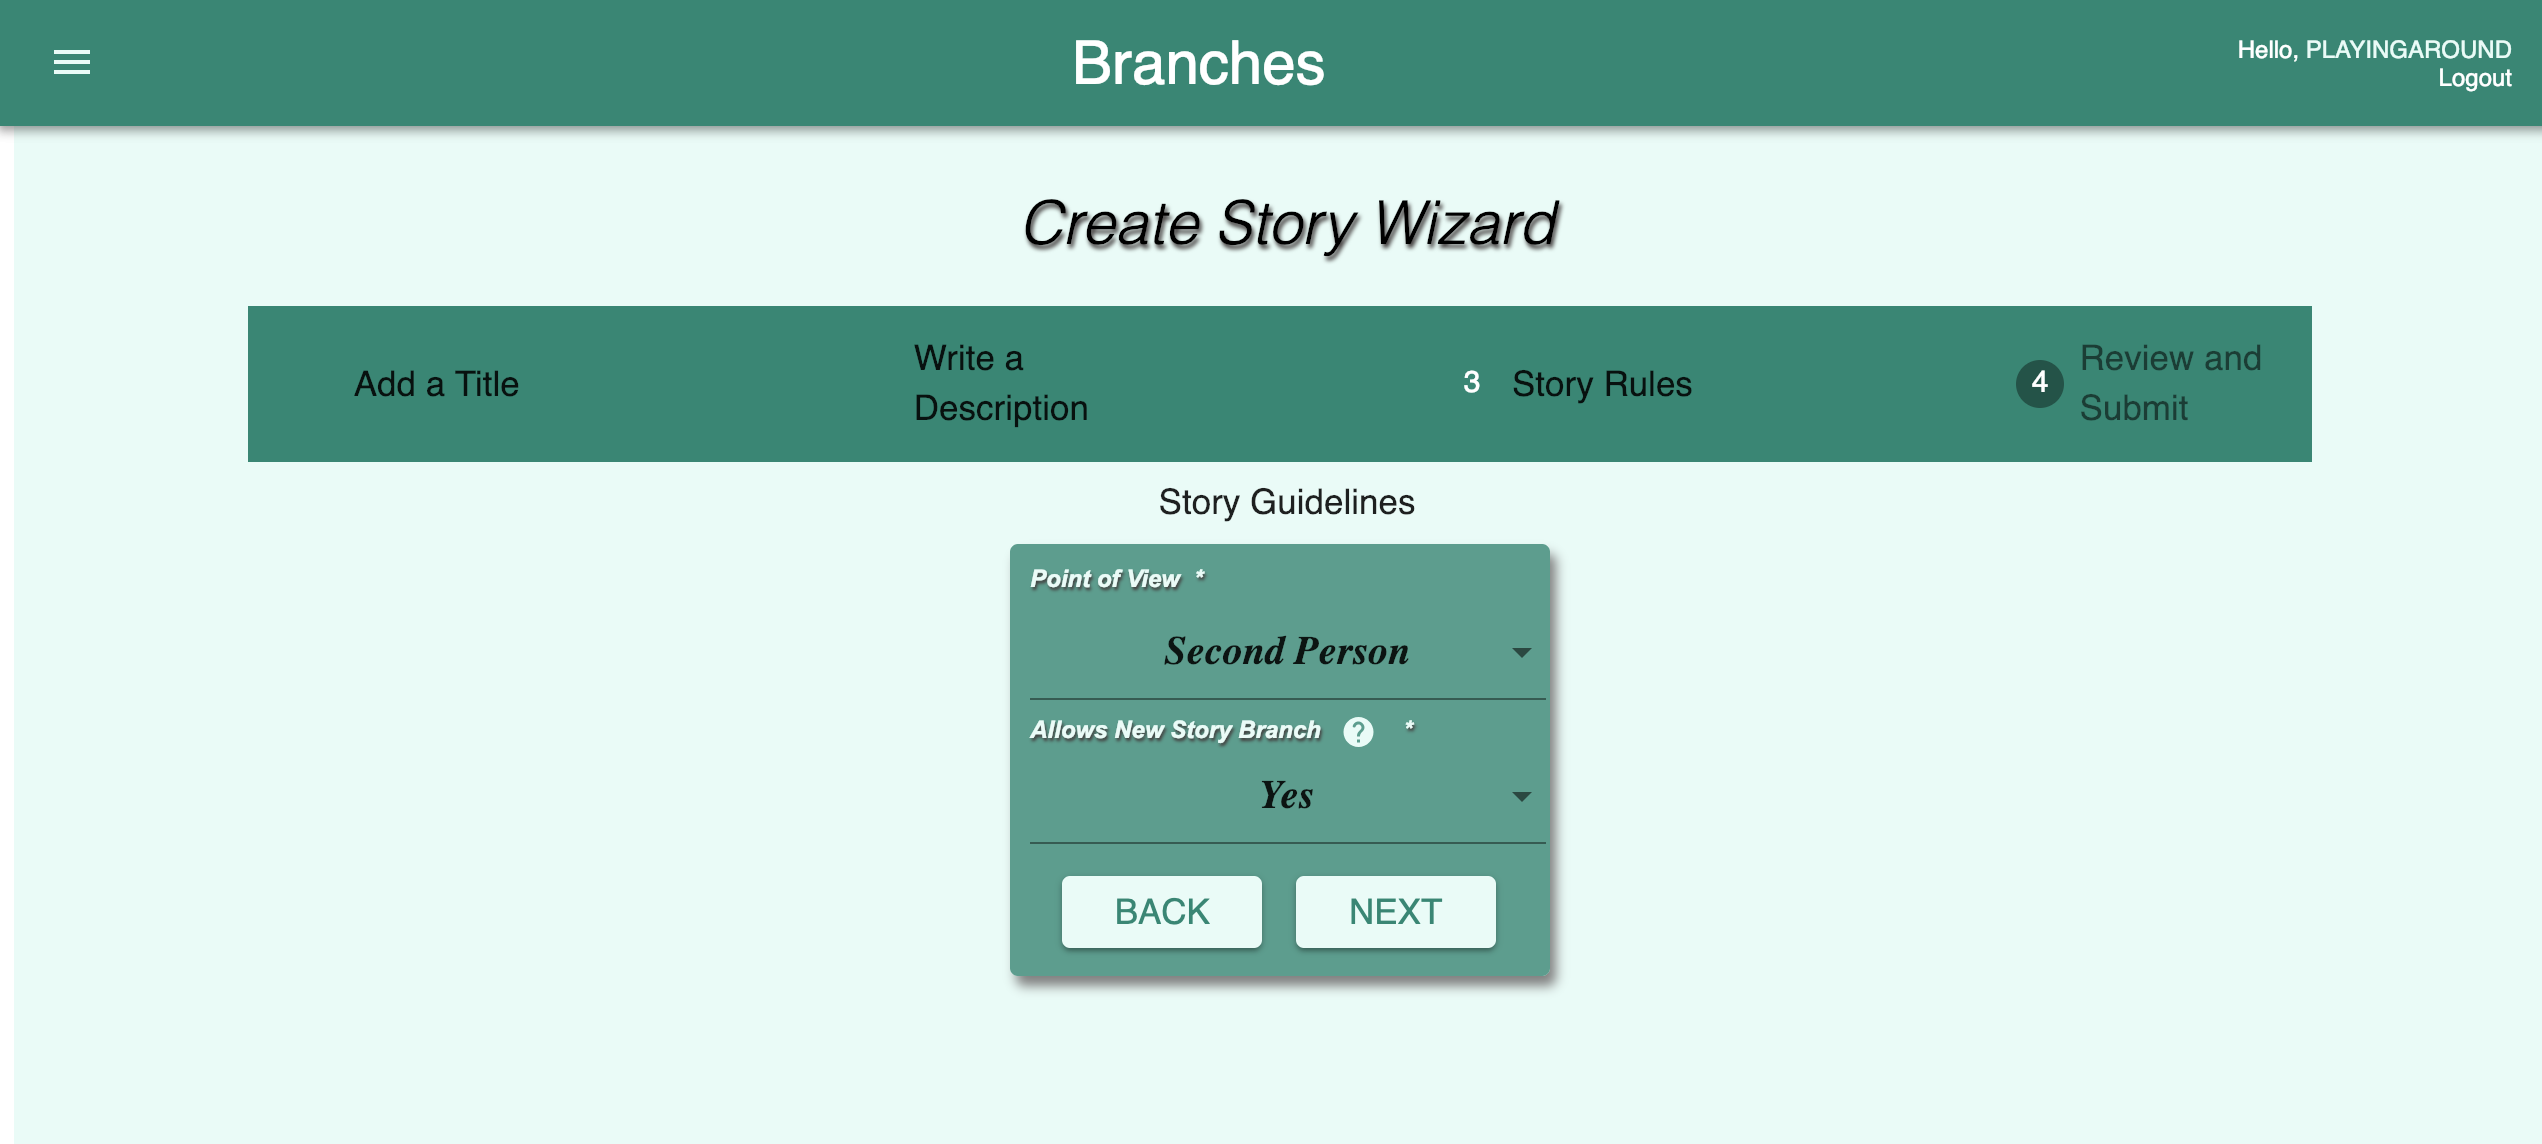 Branches
Hello, PLAYINGAROUND
Logout
Create Story Wizard
Add a Title
Write a
Description
3 Story Rules
4 Review and
Submit
Story Guidelines
Point of View *
Second Person
Allows New Story Branch ? *
Yes
BACK NEXT